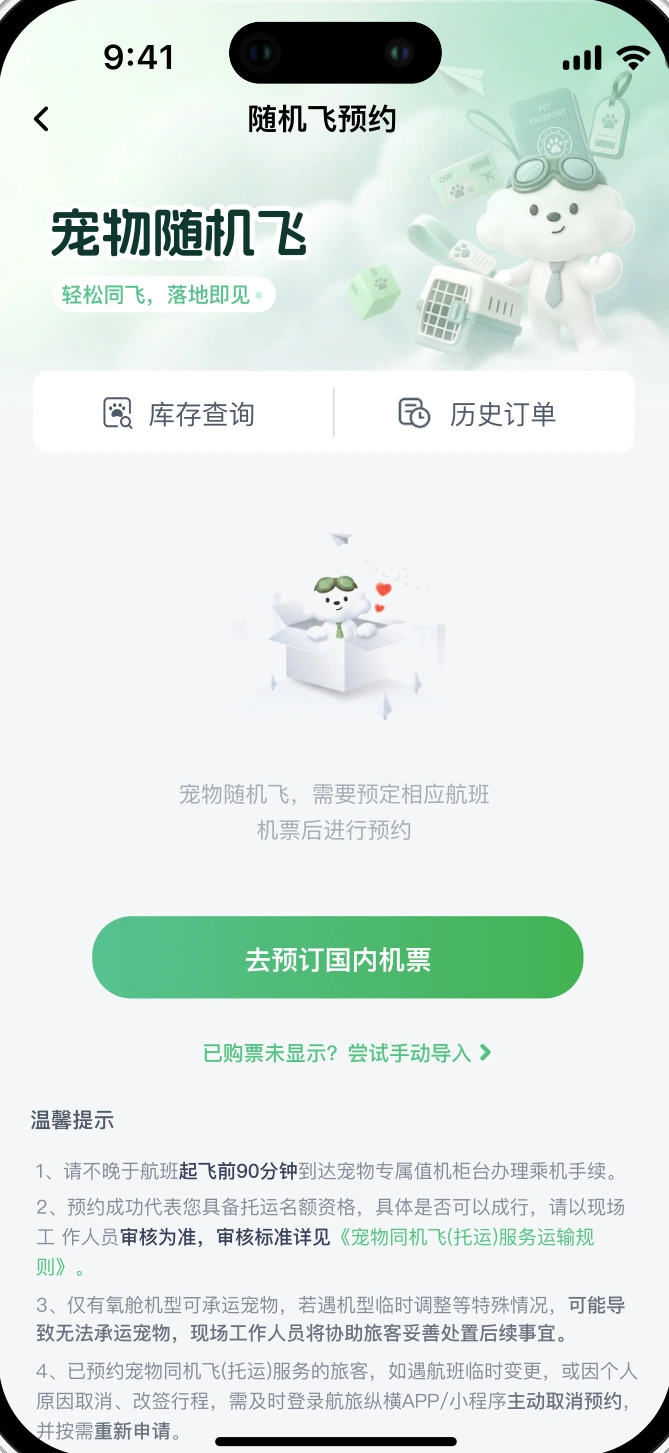 9:41
随机飞预约
PET
PASSPORT
宠物随机飞
轻松同飞，落地即见
库存查询
历史订单
宠物随机飞，需要预定相应航班
机票后进行预约
去预订国内机票
已购票未显示？尝试手动导入
温馨提示
1、请不晚于航班起飞前90分钟到达宠物专属值机柜台办理乘机手续。
2、预约成功代表您具备托运名额资格，具体是否可以成行，请以现场
工 作人员审核为准，审核标准详见《宠物同机飞(托运)服务运输规
则》。
3、仅有氧舱机型可承运宠物，若遇机型临时调整等特殊情况，可能导
致无法承运宠物，现场工作人员将协助旅客妥善处置后续事宜。
4、已预约宠物同机飞(托运)服务的旅客，如遇航班临时变更，或因个人
原因取消、改签行程，需及时登录航旅纵横APP/小程序主动取消预约，
并按需重新申请。